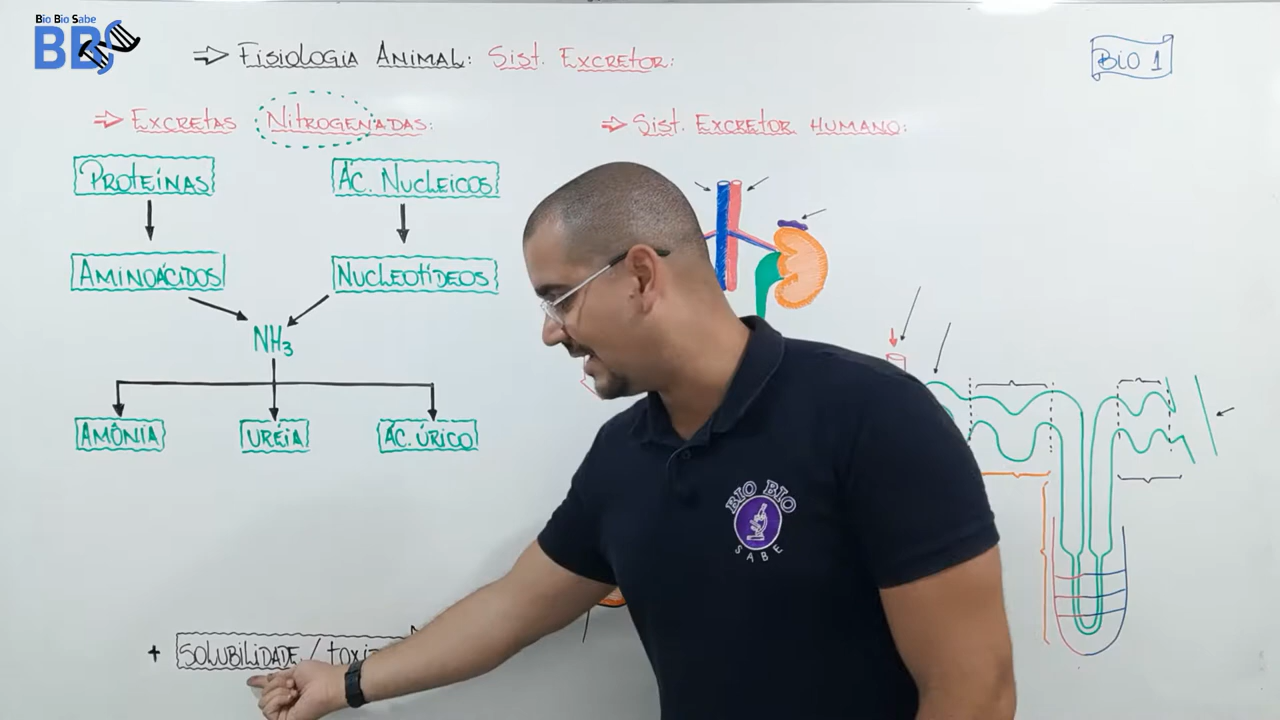 Bio Bio Sabe
BBS
⇒ Fisiologia Animal: Sist. Excretor:
Bio 1
⇒ Excretas Nitrogenadas:
⇒ Sist. Excretor Humano:
Proteínas
Ác. Nucleicos
Aminoácidos
Nucleotídeos
NH₃
Amônia
Uréia
Ác. Úrico
BIO BIO
SABE
+ Solubilidade /